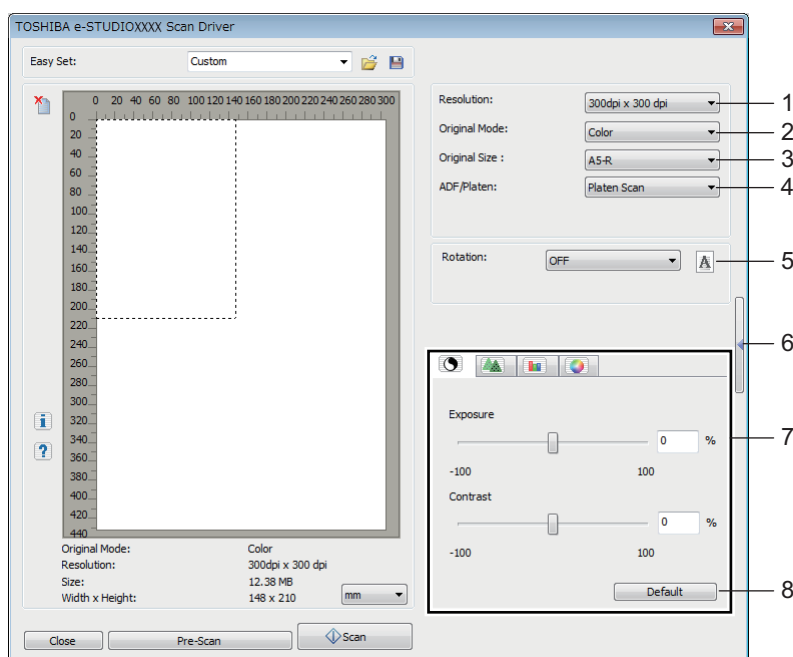 TOSHIBA e-STUDIOXXXX Scan Driver
Easy Set: Custom
0 20 40 60 80 100 120 140 160 180 200 220 240 260 280 300
0
20
40
60
80
100
120
140
160
180
200
220
240
260
280
300
320
340
360
380
400
420
440
Original Mode: Color
Resolution: 300dpi x 300 dpi
Size: 12.38 MB
Width x Height: 148 x 210 mm
Close Pre-Scan Scan
Resolution: 300dpi x 300 dpi 1
Original Mode: Color 2
Original Size : A5-R 3
ADF/Platen: Platen Scan 4
Rotation: OFF A 5
6
Exposure
0 % 7
-100 100
Contrast
0 %
-100 100
Default 8